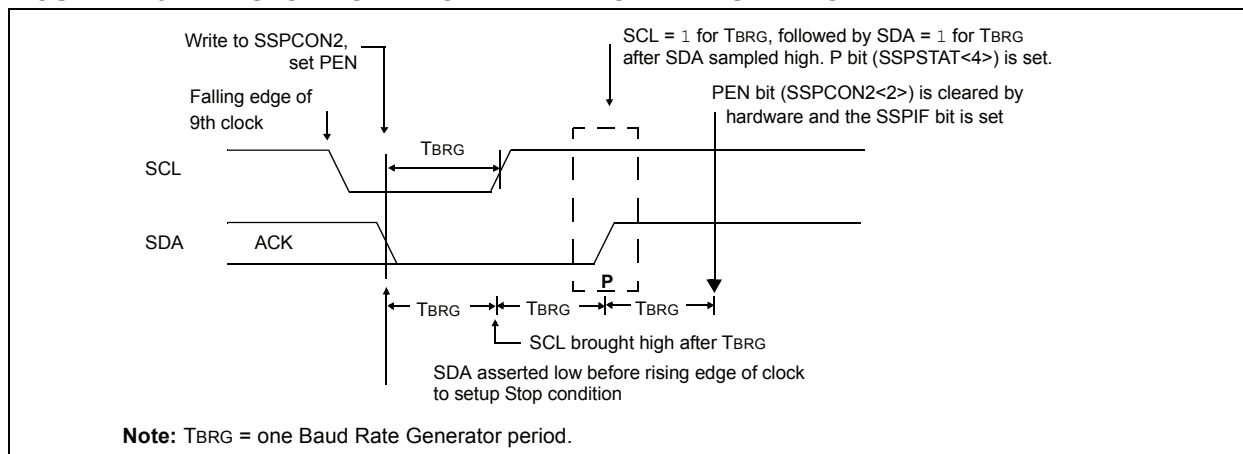 Write to SSPCON2,
set PEN
SCL = 1 for TBRG, followed by SDA = 1 for TBRG
after SDA sampled high. P bit (SSPSTAT<4>) is set.
Falling edge of
9th clock
PEN bit (SSPCON2<2>) is cleared by
hardware and the SSPIF bit is set
TBRG
SCL
SDA
ACK
P
TBRG
TBRG
TBRG
SCL brought high after TBRG
SDA asserted low before rising edge of clock
to setup Stop condition
Note: TBRG = one Baud Rate Generator period.